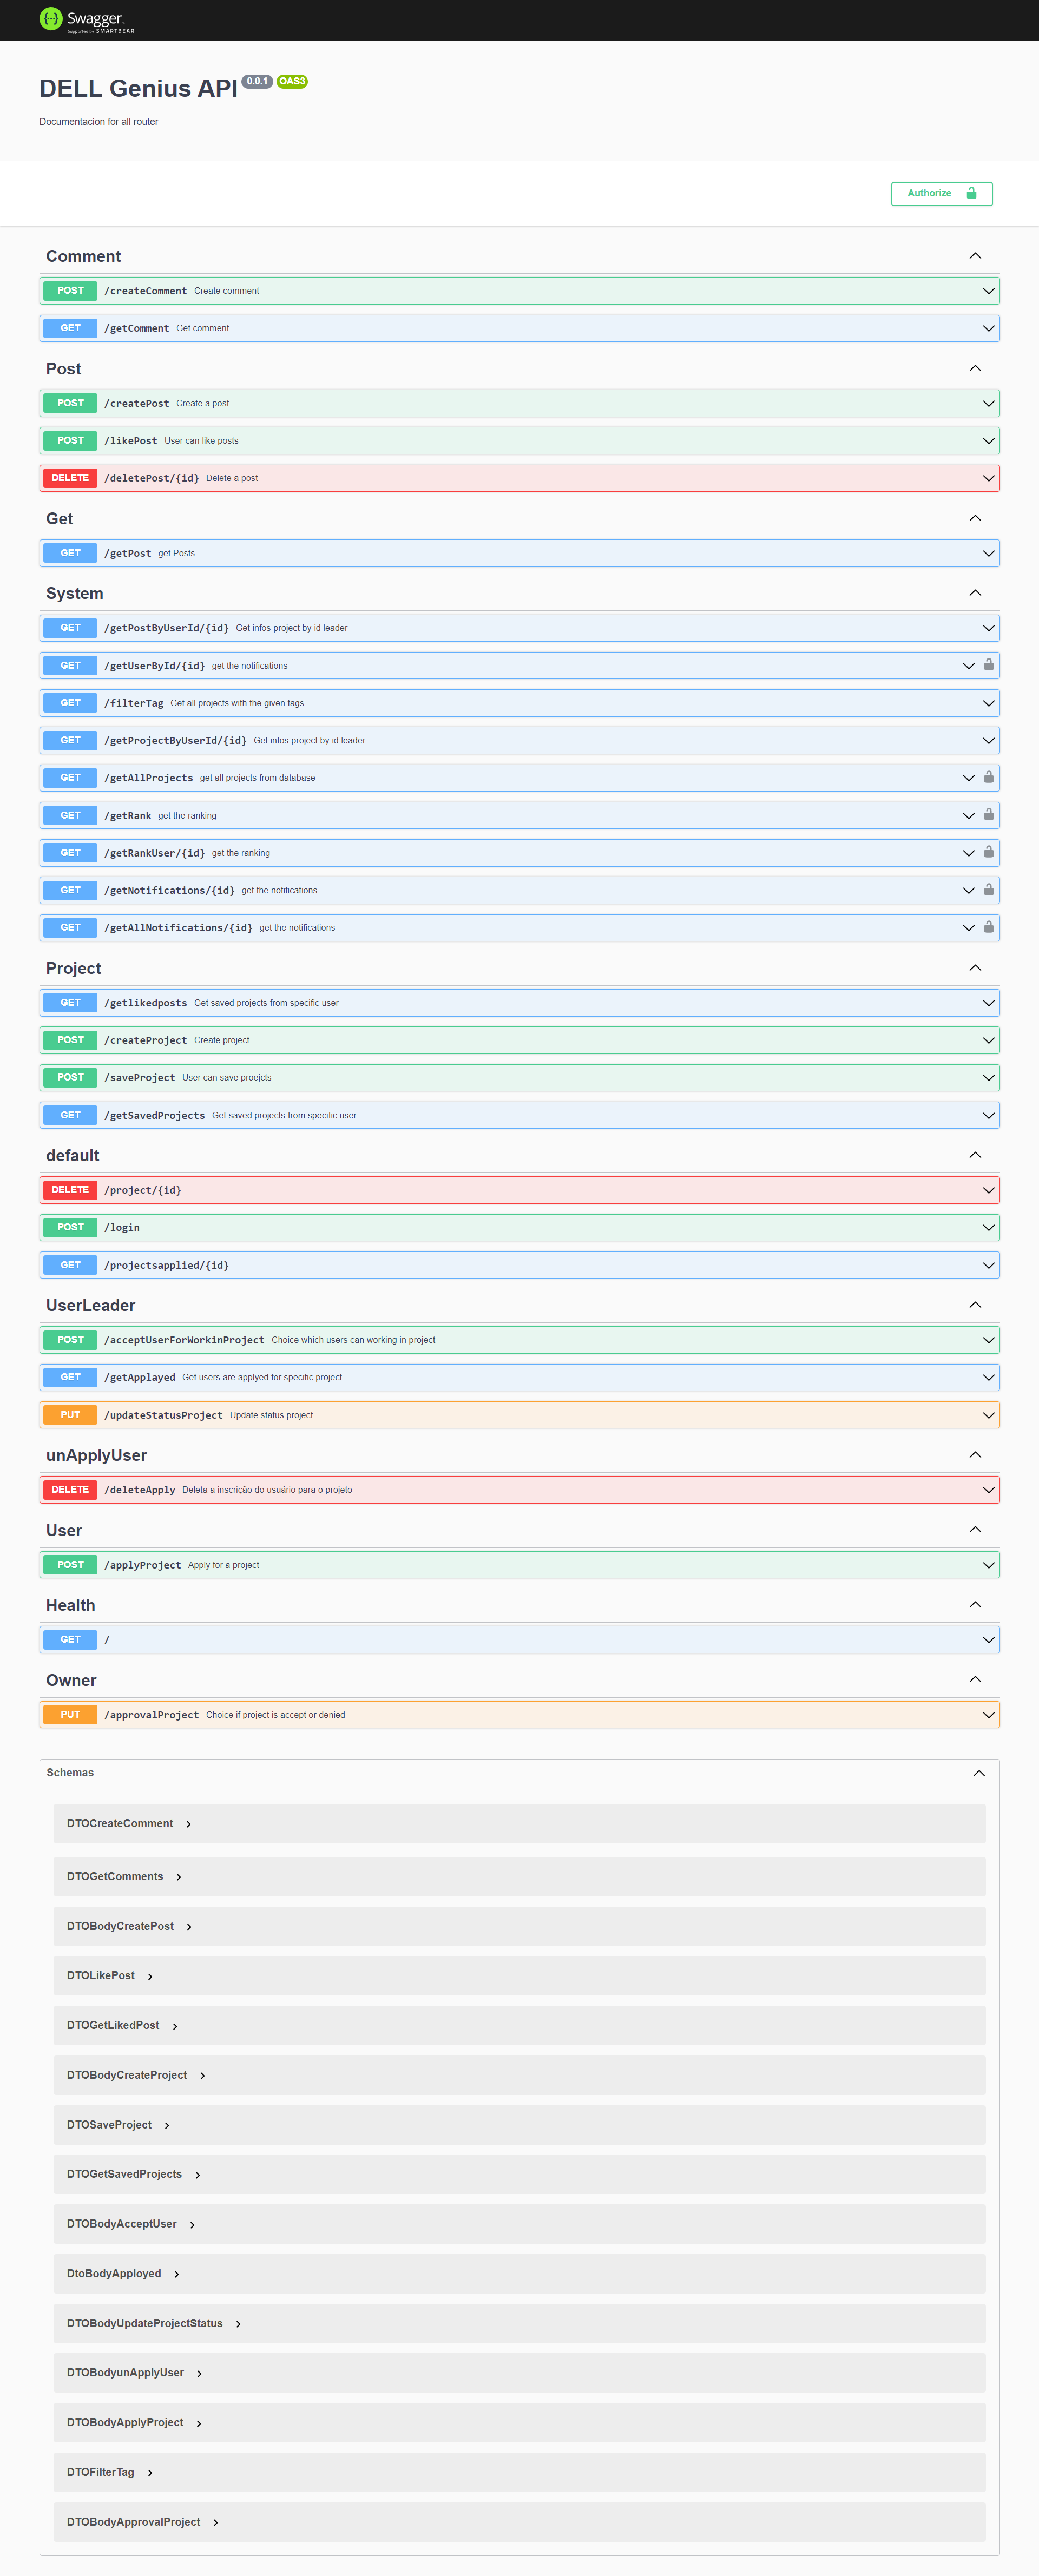 Swagger
Supported by SMARTBEAR
DELL Genius API 0.0.1 OAS3
Documentacion for all router
Authorize
Comment
POST /createComment Create comment
GET /getComment Get comment
Post
POST /createPost Create a post
POST /likePost User can like posts
DELETE /deletePost/{id} Delete a post
Get
GET /getPost get Posts
System
GET /getPostByUserId/{id} Get infos project by id leader
GET /getUserById/{id} get the notifications
GET /filterTag Get all projects with the given tags
GET /getProjectByUserId/{id} Get infos project by id leader
GET /getAllProjects get all projects from database
GET /getRank get the ranking
GET /getRankUser/{id} get the ranking
GET /getNotifications/{id} get the notifications
GET /getAllNotifications/{id} get the notifications
Project
GET /getlikedposts Get saved projects from specific user
POST /createProject Create project
POST /saveProject User can save proejcts
GET /getSavedProjects Get saved projects from specific user
default
DELETE /project/{id}
POST /login
GET /projectsapplied/{id}
UserLeader
POST /acceptUserForWorkinProject Choice which users can working in project
GET /getApplayed Get users are applyed for specific project
PUT /updateStatusProject Update status project
unApplyUser
DELETE /deleteApply Deleta a inscrição do usuário para o projeto
User
POST /applyProject Apply for a project
Health
GET /
Owner
PUT /approvalProject Choice if project is accept or denied
Schemas
DTOCreateComment
DTOGetComments
DTOBodyCreatePost
DTOLikePost
DTOGetLikedPost
DTOBodyCreateProject
DTOSaveProject
DTOGetSavedProjects
DTOBodyAcceptUser
DtoBodyApployed
DTOBodyUpdateProjectStatus
DTOBodyunApplyUser
DTOBodyApplyProject
DTOFilterTag
DTOBodyApprovalProject